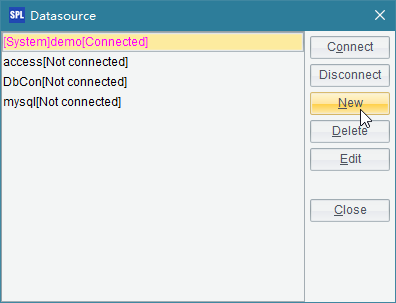 SPL Datasource
[System]demo[Connected]
access[Not connected]
DbCon[Not connected]
mysql[Not connected]
Connect
Disconnect
New
Delete
Edit
Close